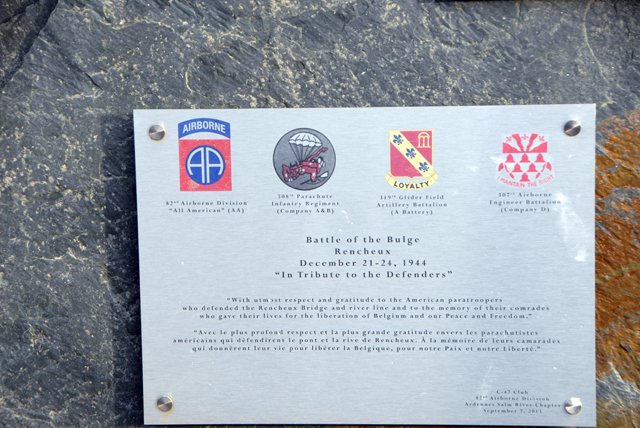 AIRBORNE
AA
LOYALTY
MAINTAIN THE RIGHT
82nd Airborne Division
"All American" (AA)
508th Parachute
Infantry Regiment
(Company A&B)
319th Glider Field
Artillery Battalion
(A Battery)
307th Airborne
Engineer Battalion
(Company D)
Battle of the Bulge
Rencheux
December 21-24, 1944
"In Tribute to the Defenders"
"With utmost respect and gratitude to the American paratroopers
who defended the Rencheux Bridge and river line and to the memory of their comrades
who gave their lives for the liberation of Belgium and our Peace and Freedom."
"Avec le plus profond respect et la plus grande gratitude envers les parachutistes
américains qui défendirent le pont et la rive de Rencheux. À la mémoire de leurs camarades
qui donnèrent leur vie pour libérer la Belgique, pour notre Paix et notre Liberté."
C-47 Club
82nd Airborne Division
Ardennes Salm River Chapter
September 7, 2011